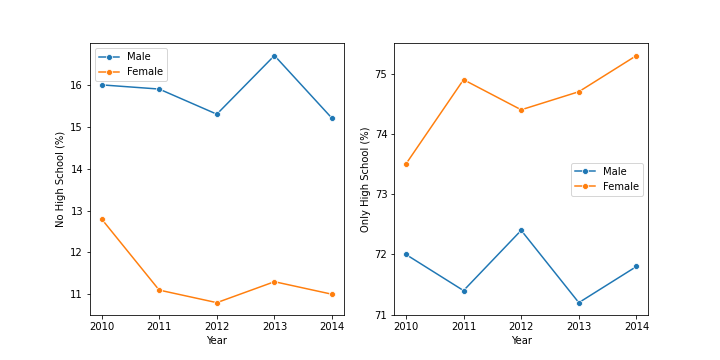 Male
Female
16
15
14
13
12
11
No High School (%)
2010 2011 2012 2013 2014
Year
75
74
73
72
71
Only High School (%)
Male
Female
2010 2011 2012 2013 2014
Year